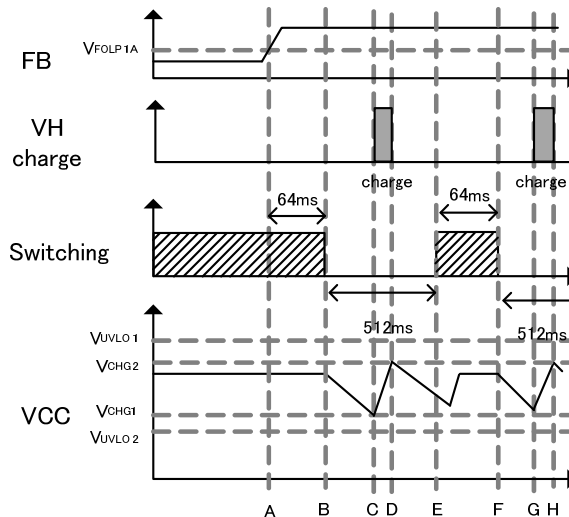 FB
VFOLP1A
VH
charge
charge
charge
64ms
64ms
Switching
512ms
512ms
VUVLO1
VCHG2
VCC
VCHG1
VUVLO2
A B C D E F G H